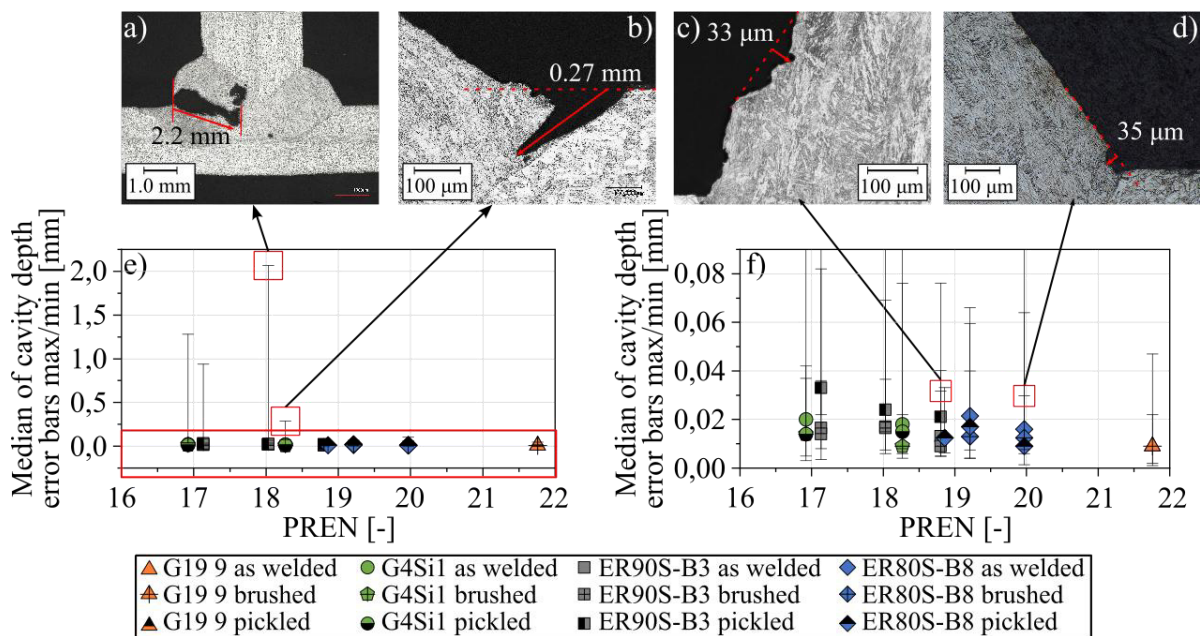 a)
2.2 mm
1.0 mm
b)
0.27 mm
100 μm
c)
33 μm
100 μm
d)
35 μm
100 μm
Median of cavity depth
error bars max/min [mm]
e)
2,0
1,5
1,0
0,5
0,0
16 17 18 19 20 21 22
PREN [-]
Median of cavity depth
error bars max/min [mm]
f)
0,08
0,06
0,04
0,02
0,00
16 17 18 19 20 21 22
PREN [-]
G19 9 as welded G4Si1 as welded ER90S-B3 as welded ER80S-B8 as welded
G19 9 brushed G4Si1 brushed ER90S-B3 brushed ER80S-B8 brushed
G19 9 pickled G4Si1 pickled ER90S-B3 pickled ER80S-B8 pickled